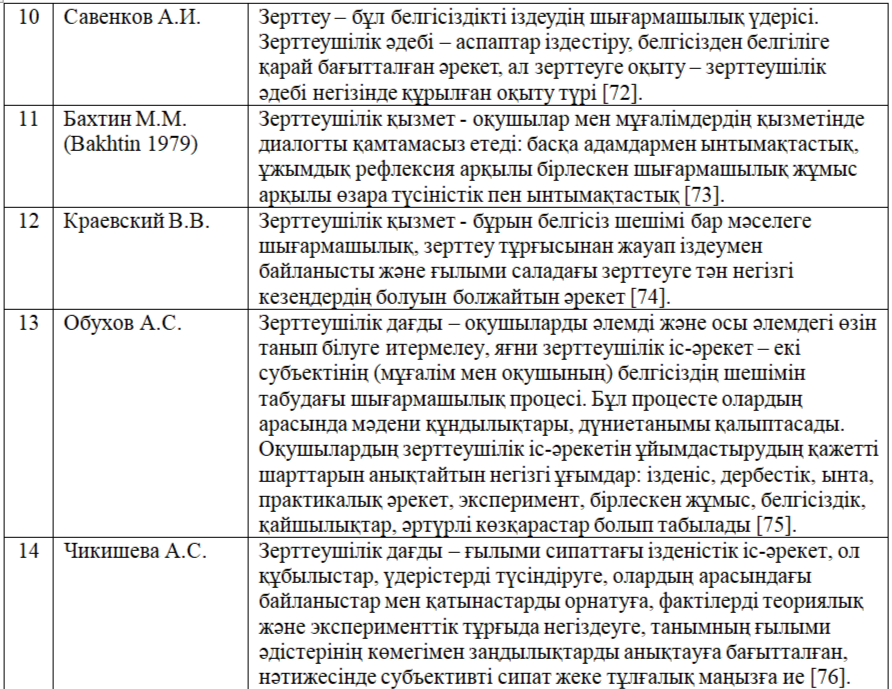 10 Савенков А.И. Зерттеу – бұл белгісіздікті іздеудің шығармашылық үдерісі.
Зерттеушілік әдебі – аспаптар іздестіру, белгісізден белгіліге
қарай бағытталған әрекет, ал зерттеуге оқыту – зерттеушілік
әдебі негізінде құрылған оқыту түрі [72].
11 Бахтин М.М. Зерттеушілік қызмет - оқушылар мен мұғалімдердің қызметінде
(Bakhtin 1979) диалогты қамтамасыз етеді: басқа адамдармен ынтымақтастық,
ұжымдық рефлексия арқылы бірлескен шығармашылық жұмыс
арқылы өзара түсіністік пен ынтымақтастық [73].
12 Краевский В.В. Зерттеушілік қызмет - бұрын белгісіз шешімі бар мәселеге
шығармашылық, зерттеу тұрғысынан жауап іздеумен
байланысты және ғылыми саладағы зерттеуге тән негізгі
кезеңдердің болуын болжайтын әрекет [74].
13 Обухов А.С. Зерттеушілік дағды – оқушыларды әлемді және осы әлемдегі өзін
танып білуге итермелеу, яғни зерттеушілік іс-әрекет – екі
субъектінің (мұғалім мен оқушының) белгісіздің шешімін
табудағы шығармашылық процесі. Бұл процесте олардың
арасында мәдени құндылықтары, дүниетанымы қалыптасады.
Оқушылардың зерттеушілік іс-әрекетін ұйымдастырудың қажетті
шарттарын анықтайтын негізгі ұғымдар: ізденіс, дербестік, ынта,
практикалық әрекет, эксперимент, бірлескен жұмыс, белгісіздік,
қайшылықтар, әртүрлі көзқарастар болып табылады [75].
14 Чикишева А.С. Зерттеушілік дағды – ғылыми сипаттағы ізденістік іс-әрекет, ол
құбылыстар, үдерістерді түсіндіруге, олардың арасындағы
байланыстар мен қатынастарды орнатуға, фактілерді теориялық
және эксперименттік тұрғыда негіздеуге, танымның ғылыми
әдістерінің көмегімен заңдылықтарды анықтауға бағытталған,
нәтижесінде субъективті сипат жеке тұлғалық маңызға ие [76].